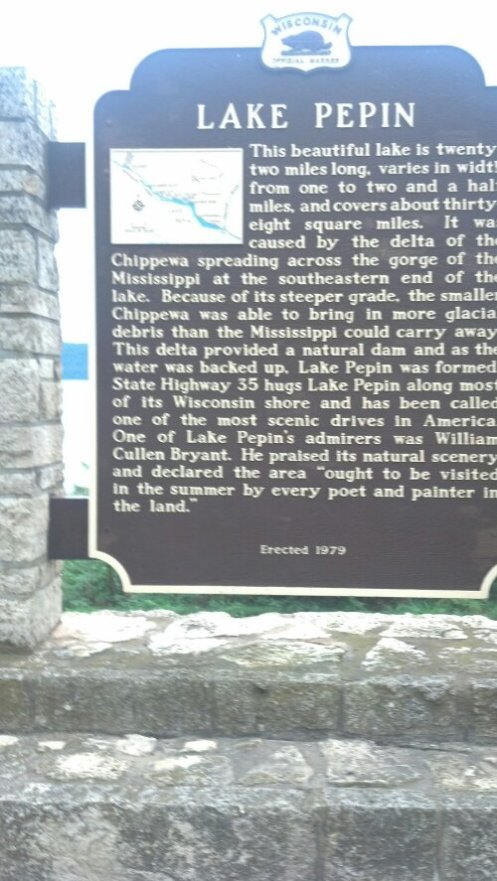 WISCONSIN
OFFICIAL MARKER
LAKE PEPIN
This beautiful lake is twenty-
two miles long, varies in widt
from one to two and a hal
miles, and covers about thirty
eight square miles. It wa
caused by the delta of th
Chippewa spreading across the gorge of the
Mississippi at the southeastern end of the
lake. Because of its steeper grade, the smalle
Chippewa was able to bring in more glacia
debris than the Mississippi could carry away
This delta provided a natural dam and as the
water was backed up, Lake Pepin was formed
State Highway 35 hugs Lake Pepin along most
of its Wisconsin shore and has been called
one of the most scenic drives in America
One of Lake Pepin's admirers was William
Cullen Bryant. He praised its natural scenery
and declared the area "ought to be visited
in the summer by every poet and painter in
the land."
Erected 1979